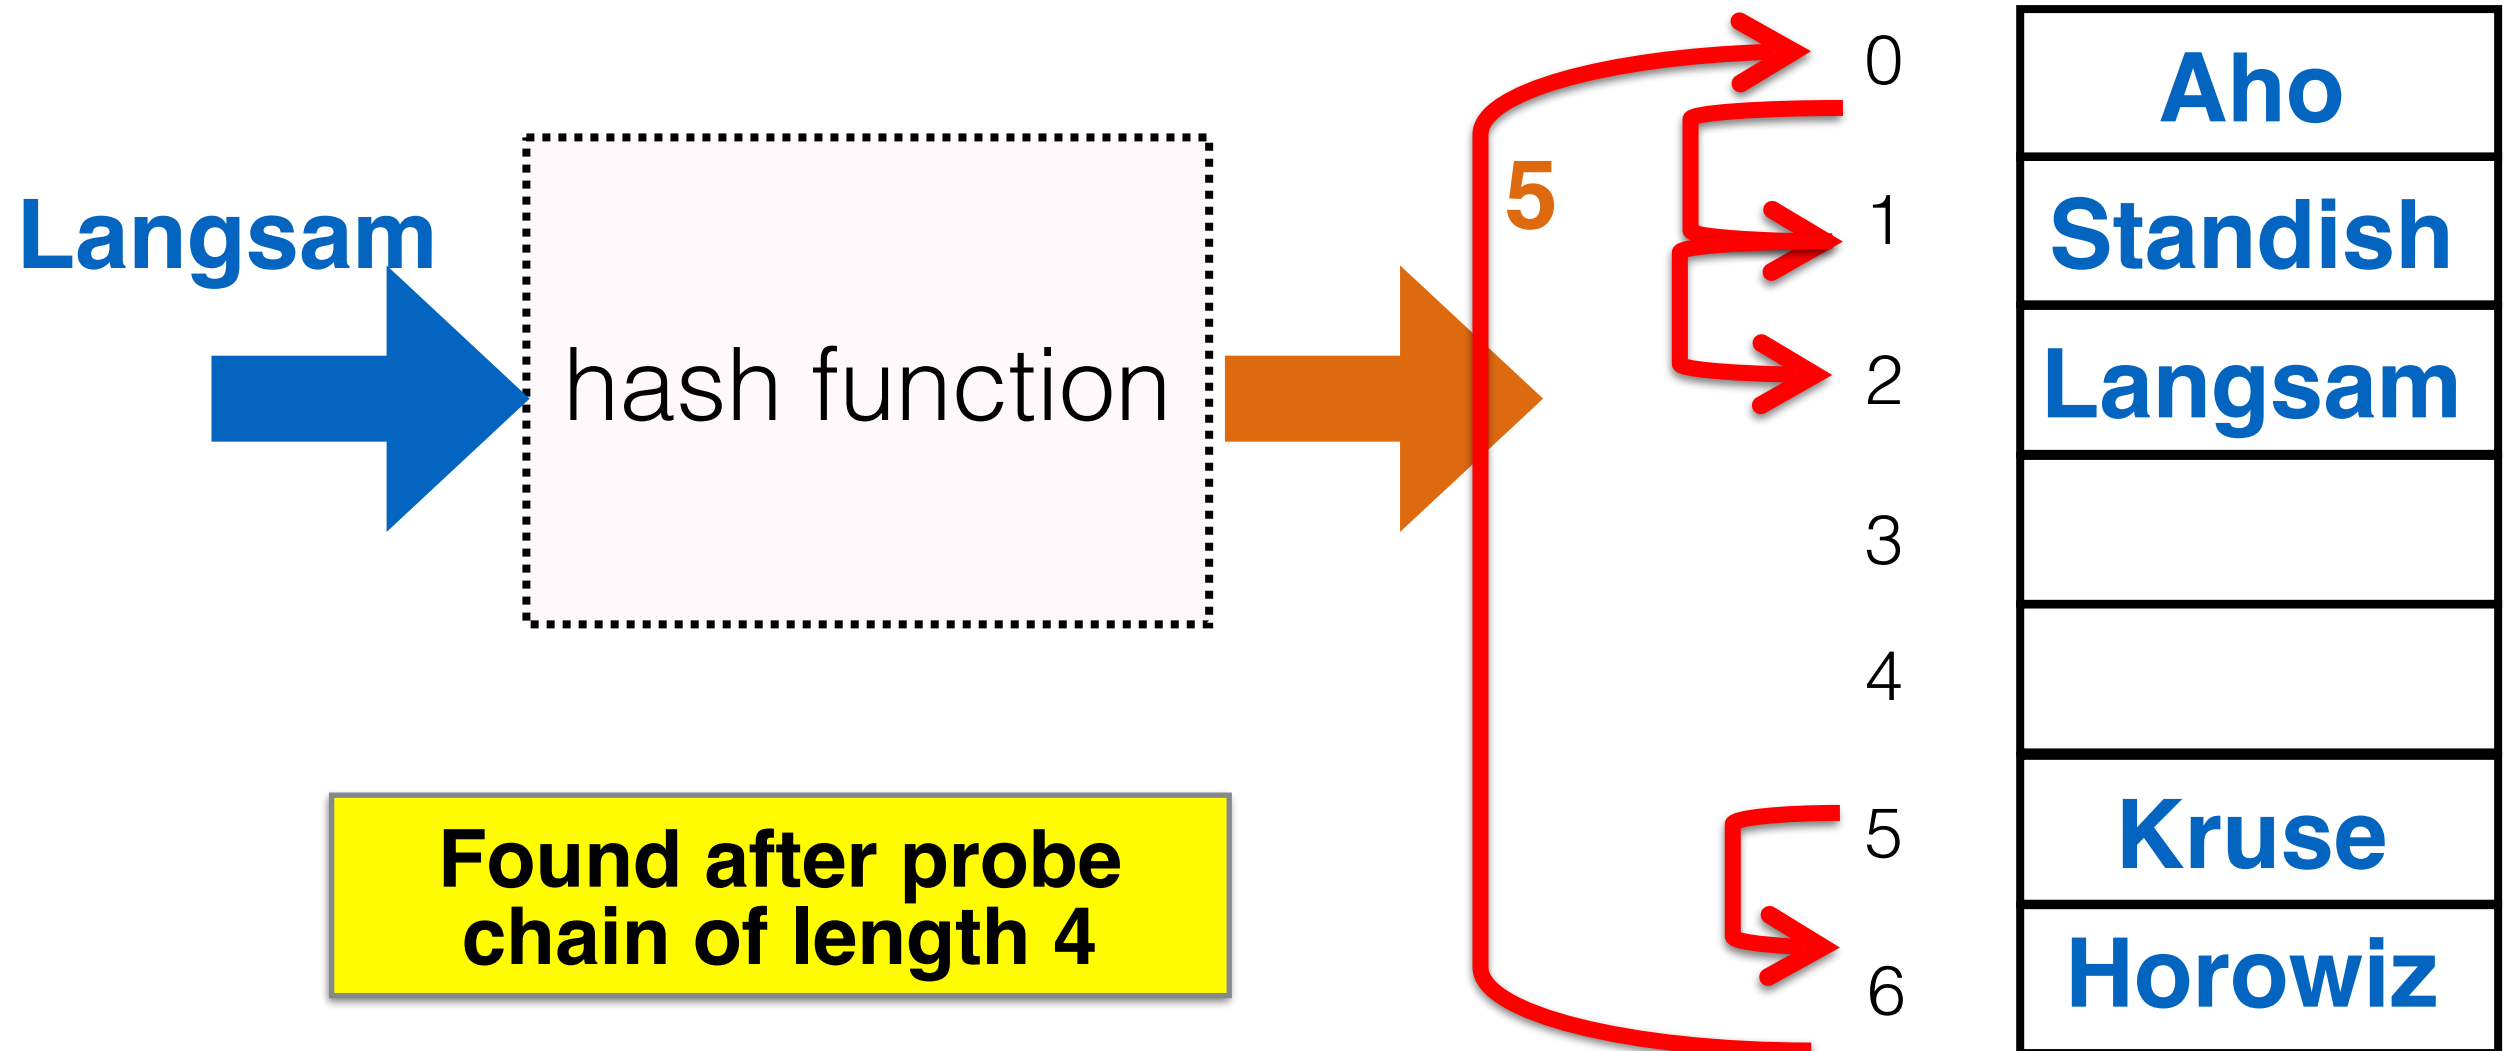 Langsam
hash function
5
Found after probe
chain of length 4
0 Aho
1 Standish
2 Langsam
3
4
5 Kruse
6 Horowiz